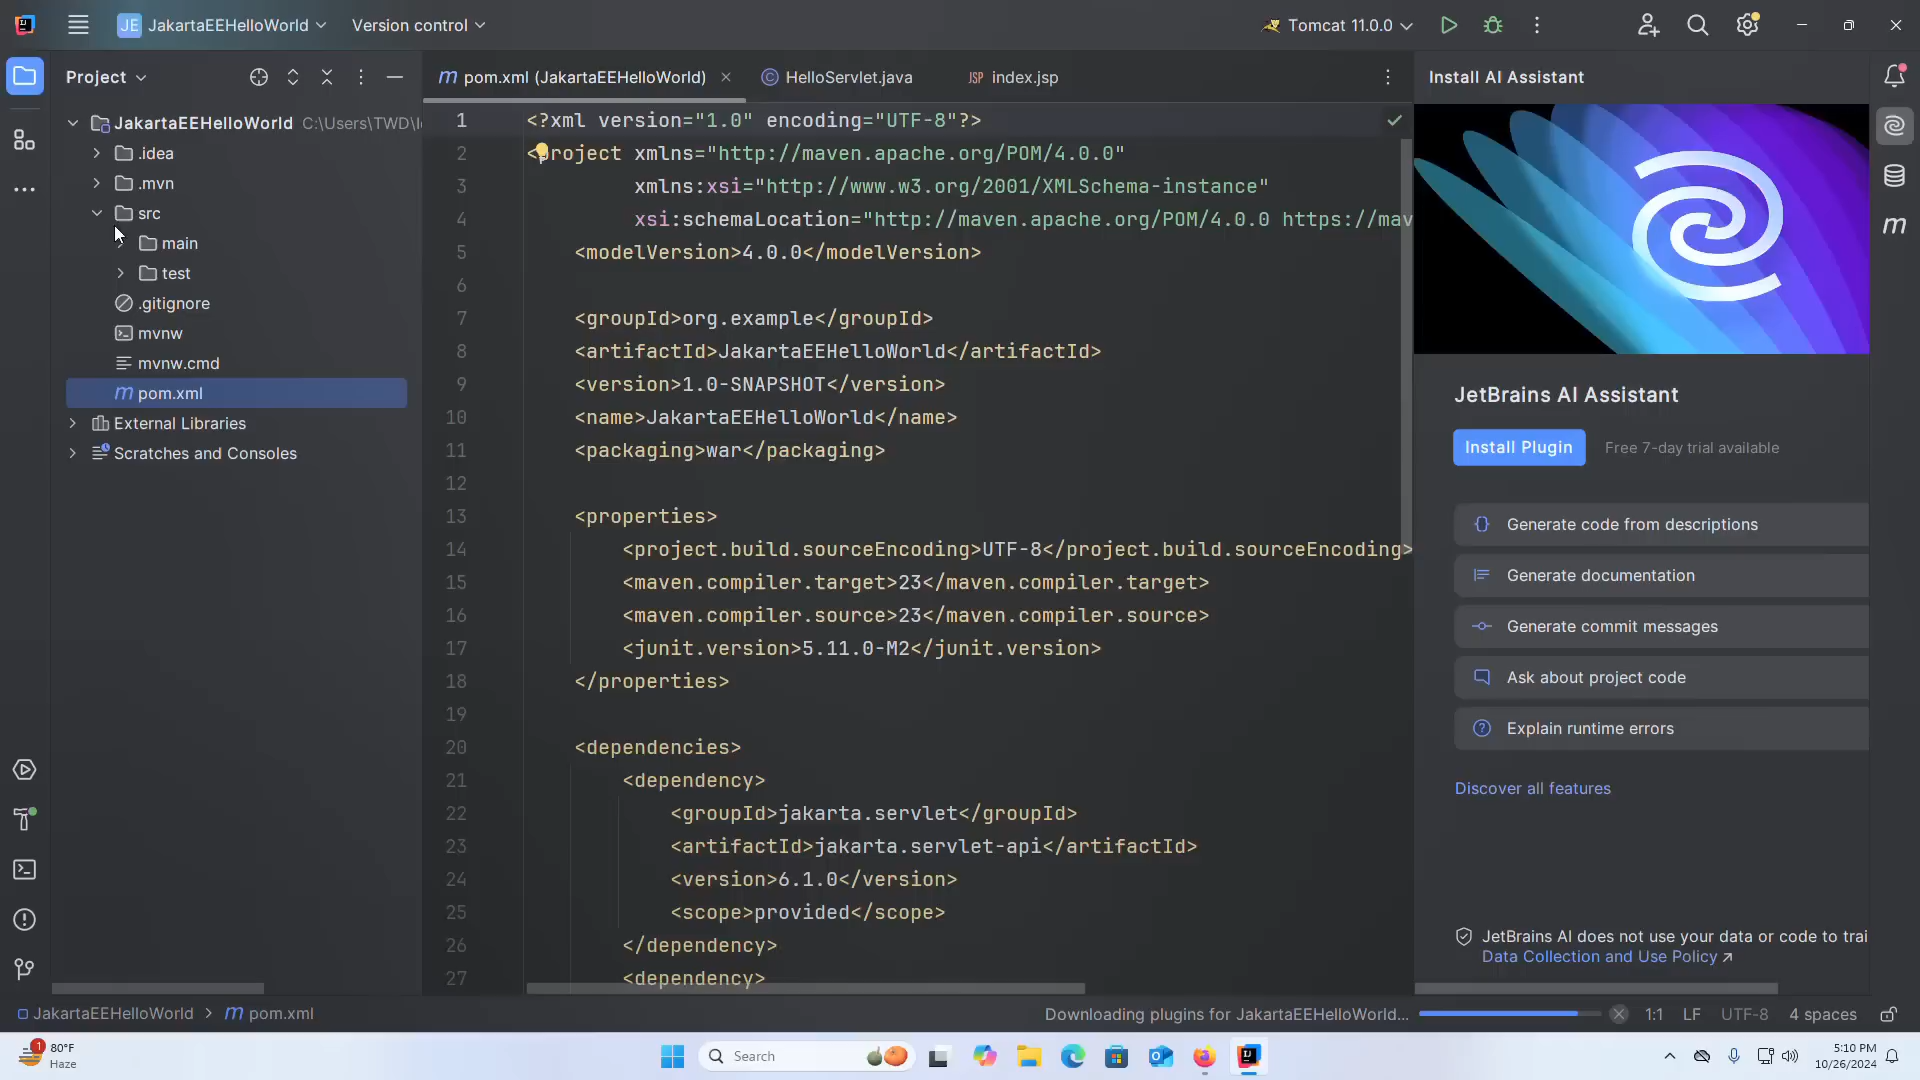 JE JakartaEEHelloWorld
Version control
Tomcat 11.0.0
Project
pom.xml (JakartaEEHelloWorld)
HelloServlet.java
JSP index.jsp
Install AI Assistant
JakartaEEHelloWorld C:\Users\TWD\I
.idea
.mvn
src
main
test
.gitignore
mvnw
mvnw.cmd
m pom.xml
External Libraries
Scratches and Consoles
1 <?xml version="1.0" encoding="UTF-8"?>
2 <project xmlns="http://maven.apache.org/POM/4.0.0"
3 xmlns:xsi="http://www.w3.org/2001/XMLSchema-instance"
4 xsi:schemaLocation="http://maven.apache.org/POM/4.0.0 https://mav
5 <modelVersion>4.0.0</modelVersion>
6
7 <groupId>org.example</groupId>
8 <artifactId>JakartaEEHelloWorld</artifactId>
9 <version>1.0-SNAPSHOT</version>
10 <name>JakartaEEHelloWorld</name>
11 <packaging>war</packaging>
12
13 <properties>
14 <project.build.sourceEncoding>UTF-8</project.build.sourceEncoding>
15 <maven.compiler.target>23</maven.compiler.target>
16 <maven.compiler.source>23</maven.compiler.source>
17 <junit.version>5.11.0-M2</junit.version>
18 </properties>
19
20 <dependencies>
21 <dependency>
22 <groupId>jakarta.servlet</groupId>
23 <artifactId>jakarta.servlet-api</artifactId>
24 <version>6.1.0</version>
25 <scope>provided</scope>
26 </dependency>
27 <dependency>
JetBrains AI Assistant
Install Plugin Free 7-day trial available
Generate code from descriptions
Generate documentation
Generate commit messages
Ask about project code
Explain runtime errors
Discover all features
JetBrains AI does not use your data or code to trai
Data Collection and Use Policy ↗
JakartaEEHelloWorld > m pom.xml
Downloading plugins for JakartaEEHelloWorld...
1:1 LF UTF-8 4 spaces
1
80°F
Haze
Search
5:10 PM
10/26/2024